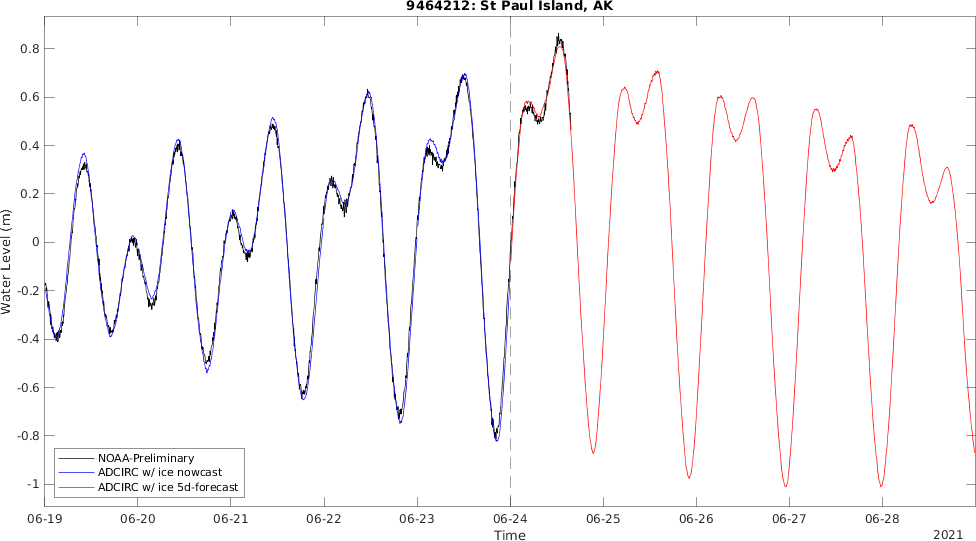 9464212: St Paul Island, AK
0.8
0.6
0.4
0.2
0
-0.2
-0.4
-0.6
-0.8
-1
Water Level (m)
NOAA-Preliminary
ADCIRC w/ ice nowcast
ADCIRC w/ ice 5d-forecast
06-19 06-20 06-21 06-22 06-23 06-24 06-25 06-26 06-27 06-28
Time
2021